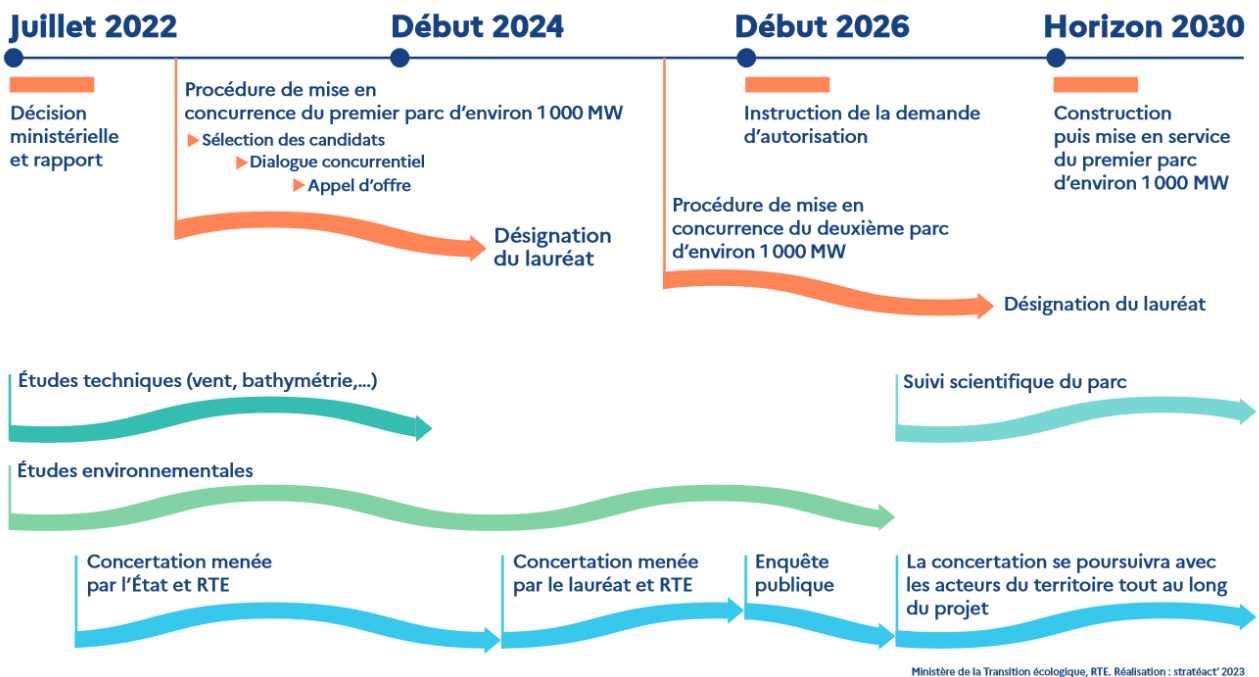 Juillet 2022
Début 2024
Début 2026
Horizon 2030
Décision
ministérielle
et rapport
Procédure de mise en
concurrence du premier parc d'environ 1 000 MW
Sélection des candidats
Dialogue concurrentiel
Appel d'offre
Désignation
du lauréat
Instruction de la demande
d'autorisation
Construction
puis mise en service
du premier parc
d'environ 1 000 MW
Procédure de mise en
concurrence du deuxième parc
d'environ 1 000 MW
Désignation du lauréat
Études techniques (vent, bathymétrie,...)
Suivi scientifique du parc
Études environnementales
Concertation menée
par l'État et RTE
Concertation menée
par le lauréat et RTE
Enquête
publique
La concertation se poursuivra avec
les acteurs du territoire tout au long
du projet
Ministère de la Transition écologique, RTE. Réalisation : stratéact' 2023